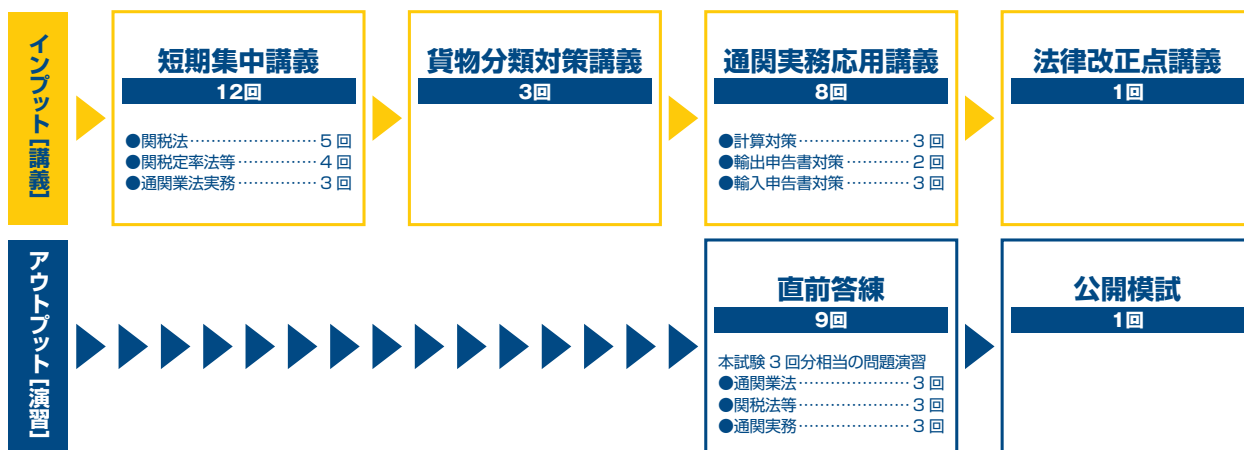 インプット[講義]
短期集中講義
12回
●関税法……………………5回
●関税定率法等……………4回
●通関業法実務……………3回
貨物分類対策講義
3回
通関実務応用講義
8回
●計算対策…………………3回
●輸出申告書対策…………2回
●輸入申告書対策…………3回
法律改正点講義
1回
アウトプット[演習]
直前答練
9回
本試験3回分相当の問題演習
●通関業法…………………3回
●関税法等…………………3回
●通関実務…………………3回
公開模試
1回